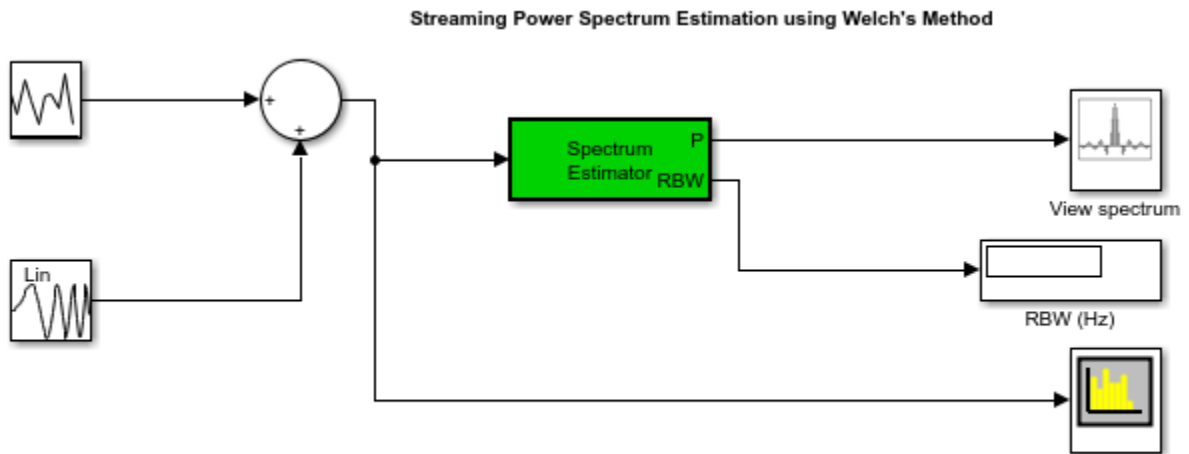 Streaming Power Spectrum Estimation using Welch's Method
+
+
Spectrum
Estimator
P
RBW
View spectrum
Lin
RBW (Hz)